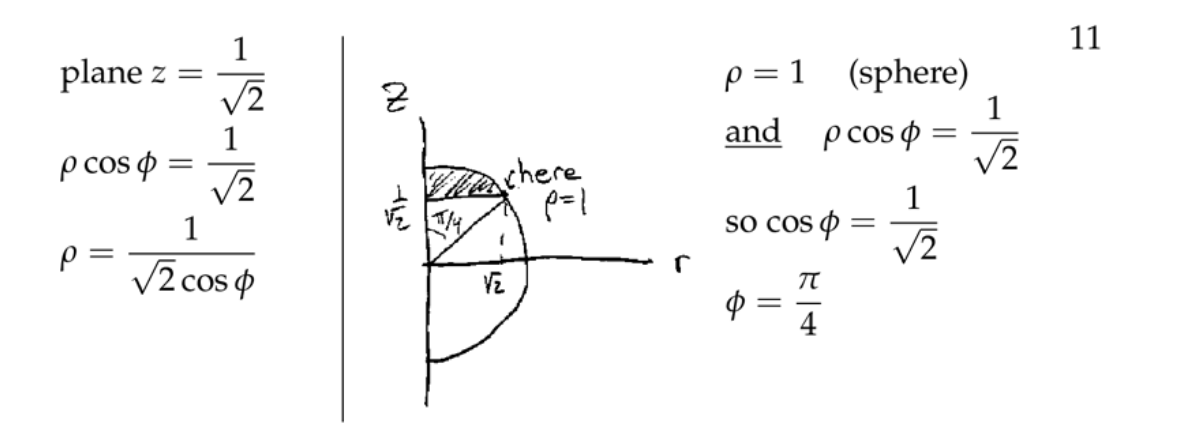 11
plane z = 1/√2
ρ cos ϕ = 1/√2
ρ = 1/(√2 cos ϕ)
z
1/√2
π/4
here
ρ=1
1/√2
r
ρ = 1 (sphere)
and ρ cos ϕ = 1/√2
so cos ϕ = 1/√2
ϕ = π/4